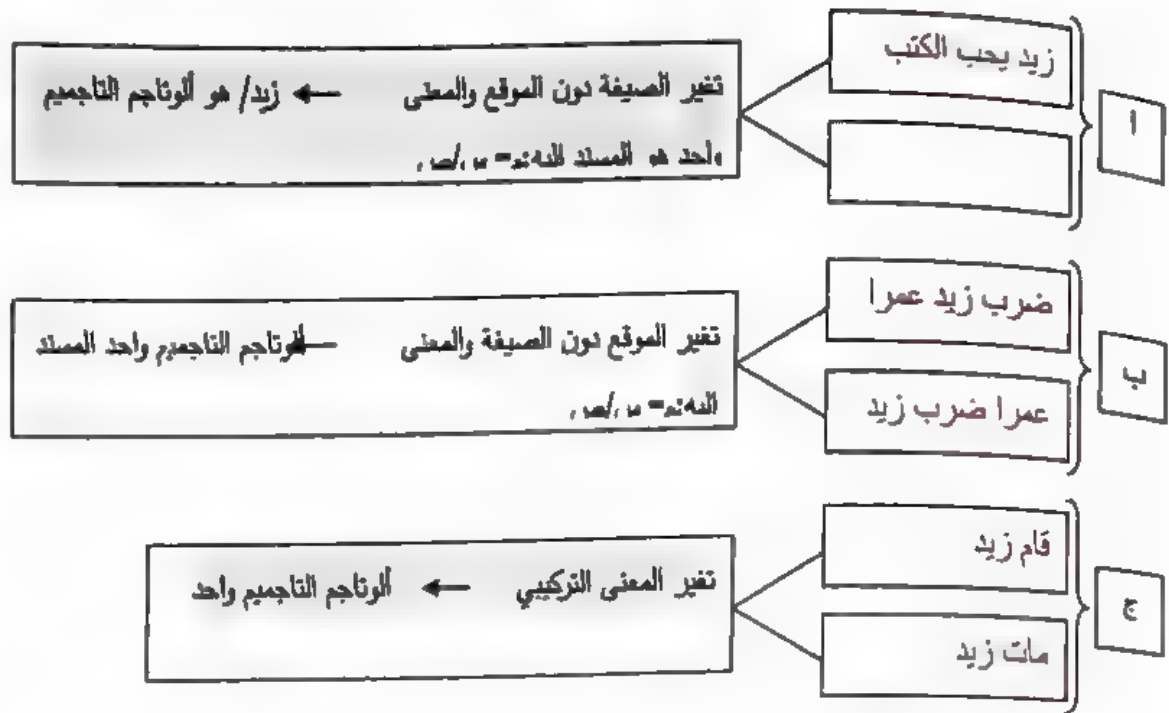 أ
زيد يحب الكتب
تغير الصيغة دون الموقع والمعنى ← زيد/ هو ألوتاجم التاجميم
واحد هو المسند
ب
ضرب زيد عمرا
عمرا ضرب زيد
تغير الموقع دون الصيغة والمعنى ← ألوتاجم التاجميم واحد المسند
ج
قام زيد
مات زيد
تغير المعنى التركيبي ← ألوتاجم التاجميم واحد